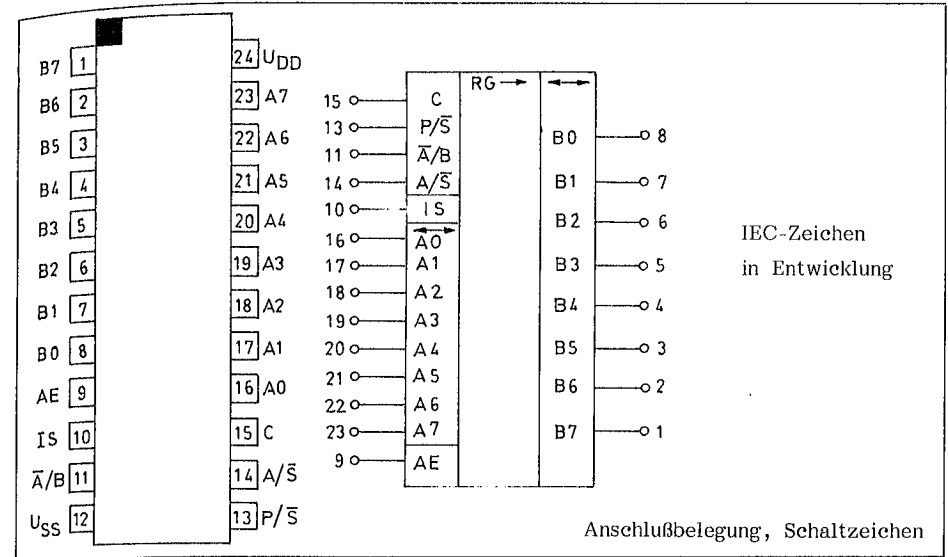 B7 1
B6 2
B5 3
B4 4
B3 5
B2 6
B1 7
B0 8
AE 9
IS 10
A̅/B 11
USS 12
24 UDD
23 A7
22 A6
21 A5
20 A4
19 A3
18 A2
17 A1
16 A0
15 C
14 A/S̅
13 P/S̅
RG → ↔
15 C
13 P/S̅
11 A̅/B
14 A/S̅
10 IS
↔
16 A0
17 A1
18 A2
19 A3
20 A4
21 A5
22 A6
23 A7
9 AE
B0 8
B1 7
B2 6
B3 5
B4 4
B5 3
B6 2
B7 1
IEC-Zeichen
in Entwicklung
Anschlußbelegung, Schaltzeichen